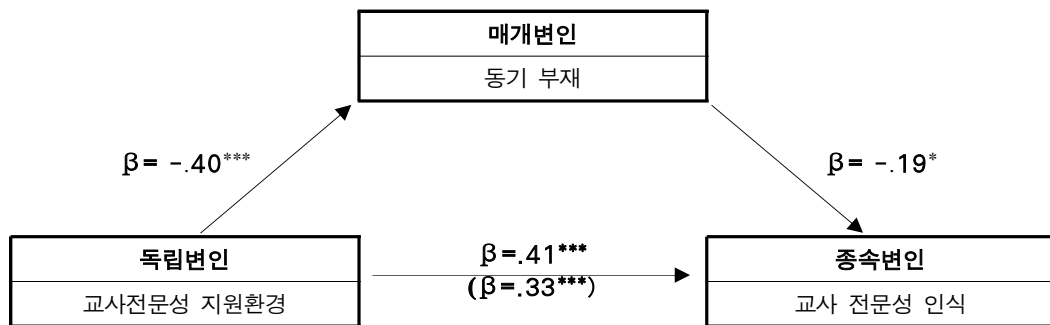 매개변인
동기 부재
β= -.40***
β= -.19*
독립변인
교사전문성 지원환경
β=.41***
(β=.33***)
종속변인
교사 전문성 인식